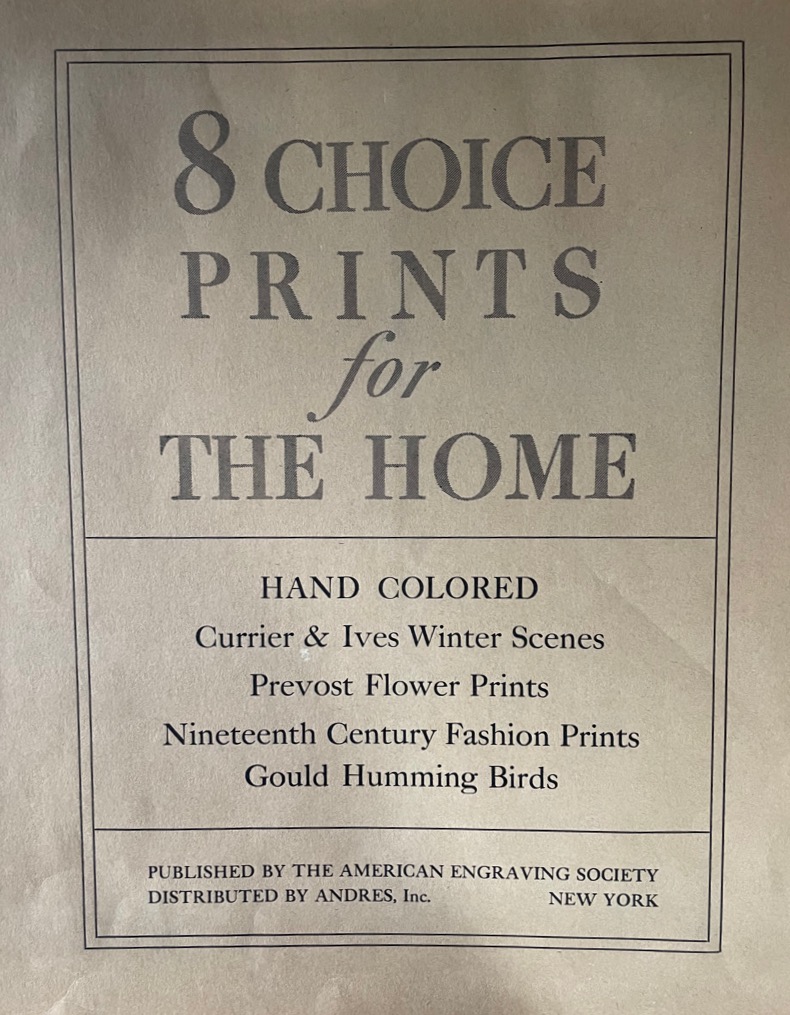 8 CHOICE
PRINTS
for
THE HOME
HAND COLORED
Currier & Ives Winter Scenes
Prevost Flower Prints
Nineteenth Century Fashion Prints
Gould Humming Birds
PUBLISHED BY THE AMERICAN ENGRAVING SOCIETY
DISTRIBUTED BY ANDRES, Inc. NEW YORK